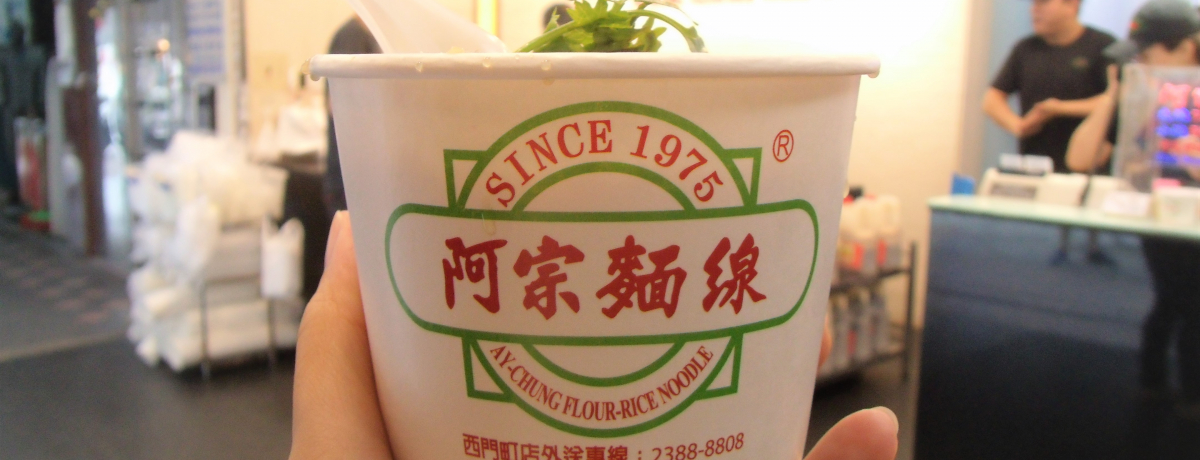 SINCE 1975
®
阿宗麵線
AY-CHUNG FLOUR-RICE NOODLE
西門町店外送專線：2388-8808